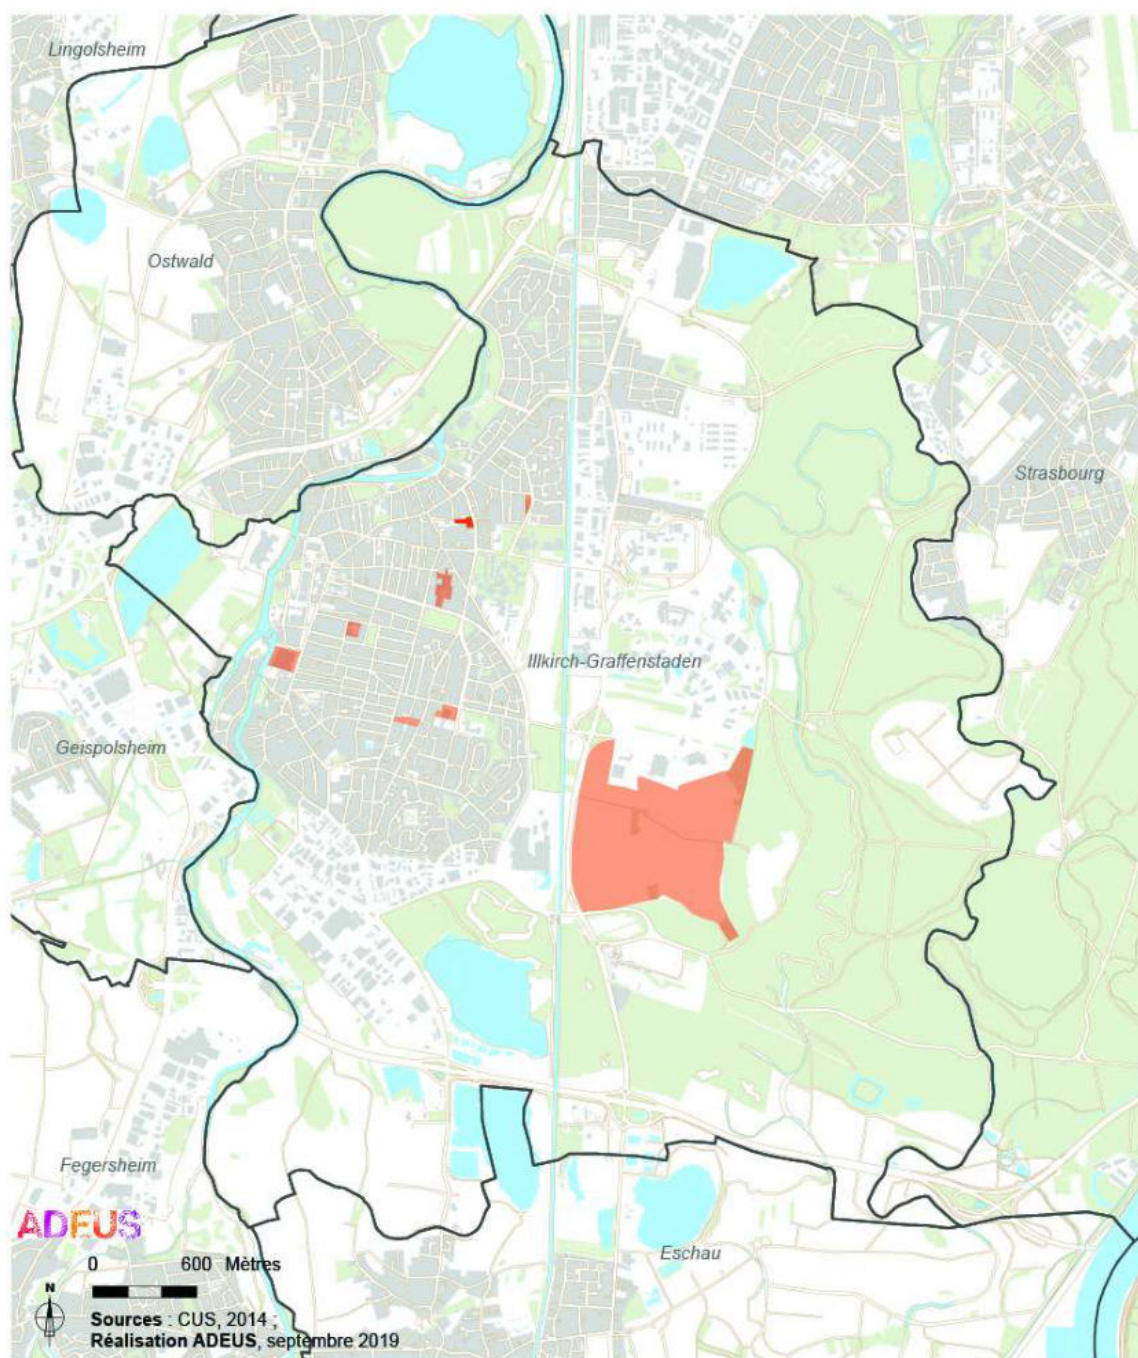 Lingolsheim
Ostwald
Strasbourg
Illkirch-Graffenstaden
Geispolsheim
Fegersheim
ADEUS
Eschau
0 600 Mètres
N
Sources : CUS, 2014 ;
Réalisation ADEUS, septembre 2019